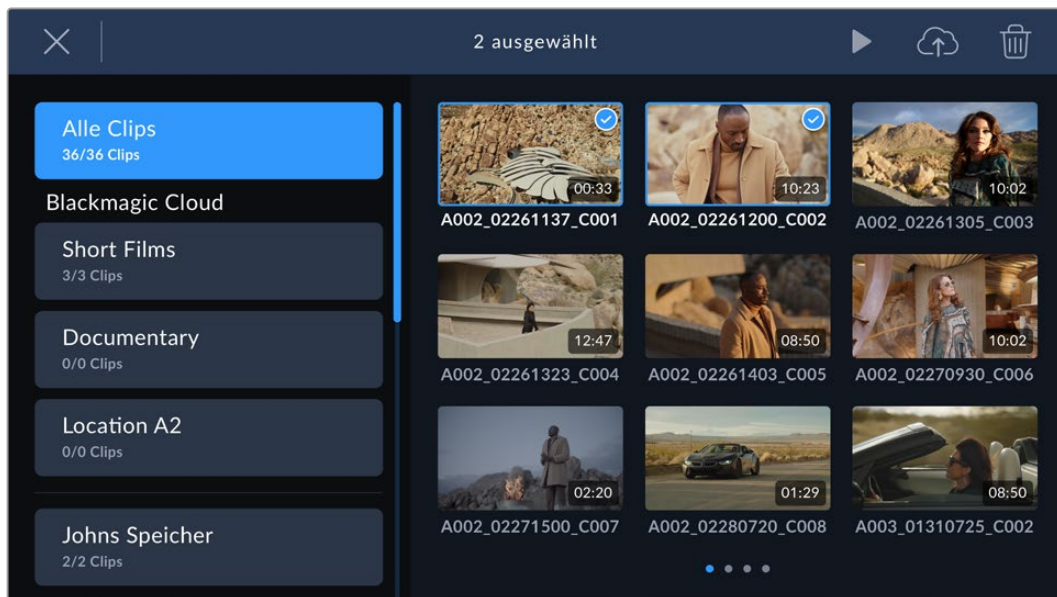 2 ausgewählt
Alle Clips
36/36 Clips
Blackmagic Cloud
Short Films
3/3 Clips
Documentary
0/0 Clips
Location A2
0/0 Clips
Johns Speicher
2/2 Clips
00:33
10:23
10:02
A002_02261137_C001
A002_02261200_C002
A002_02261305_C003
12:47
08:50
10:02
A002_02261323_C004
A002_02261403_C005
A002_02270930_C006
02:20
01:29
08:50
A002_02271500_C007
A002_02280720_C008
A003_01310725_C002